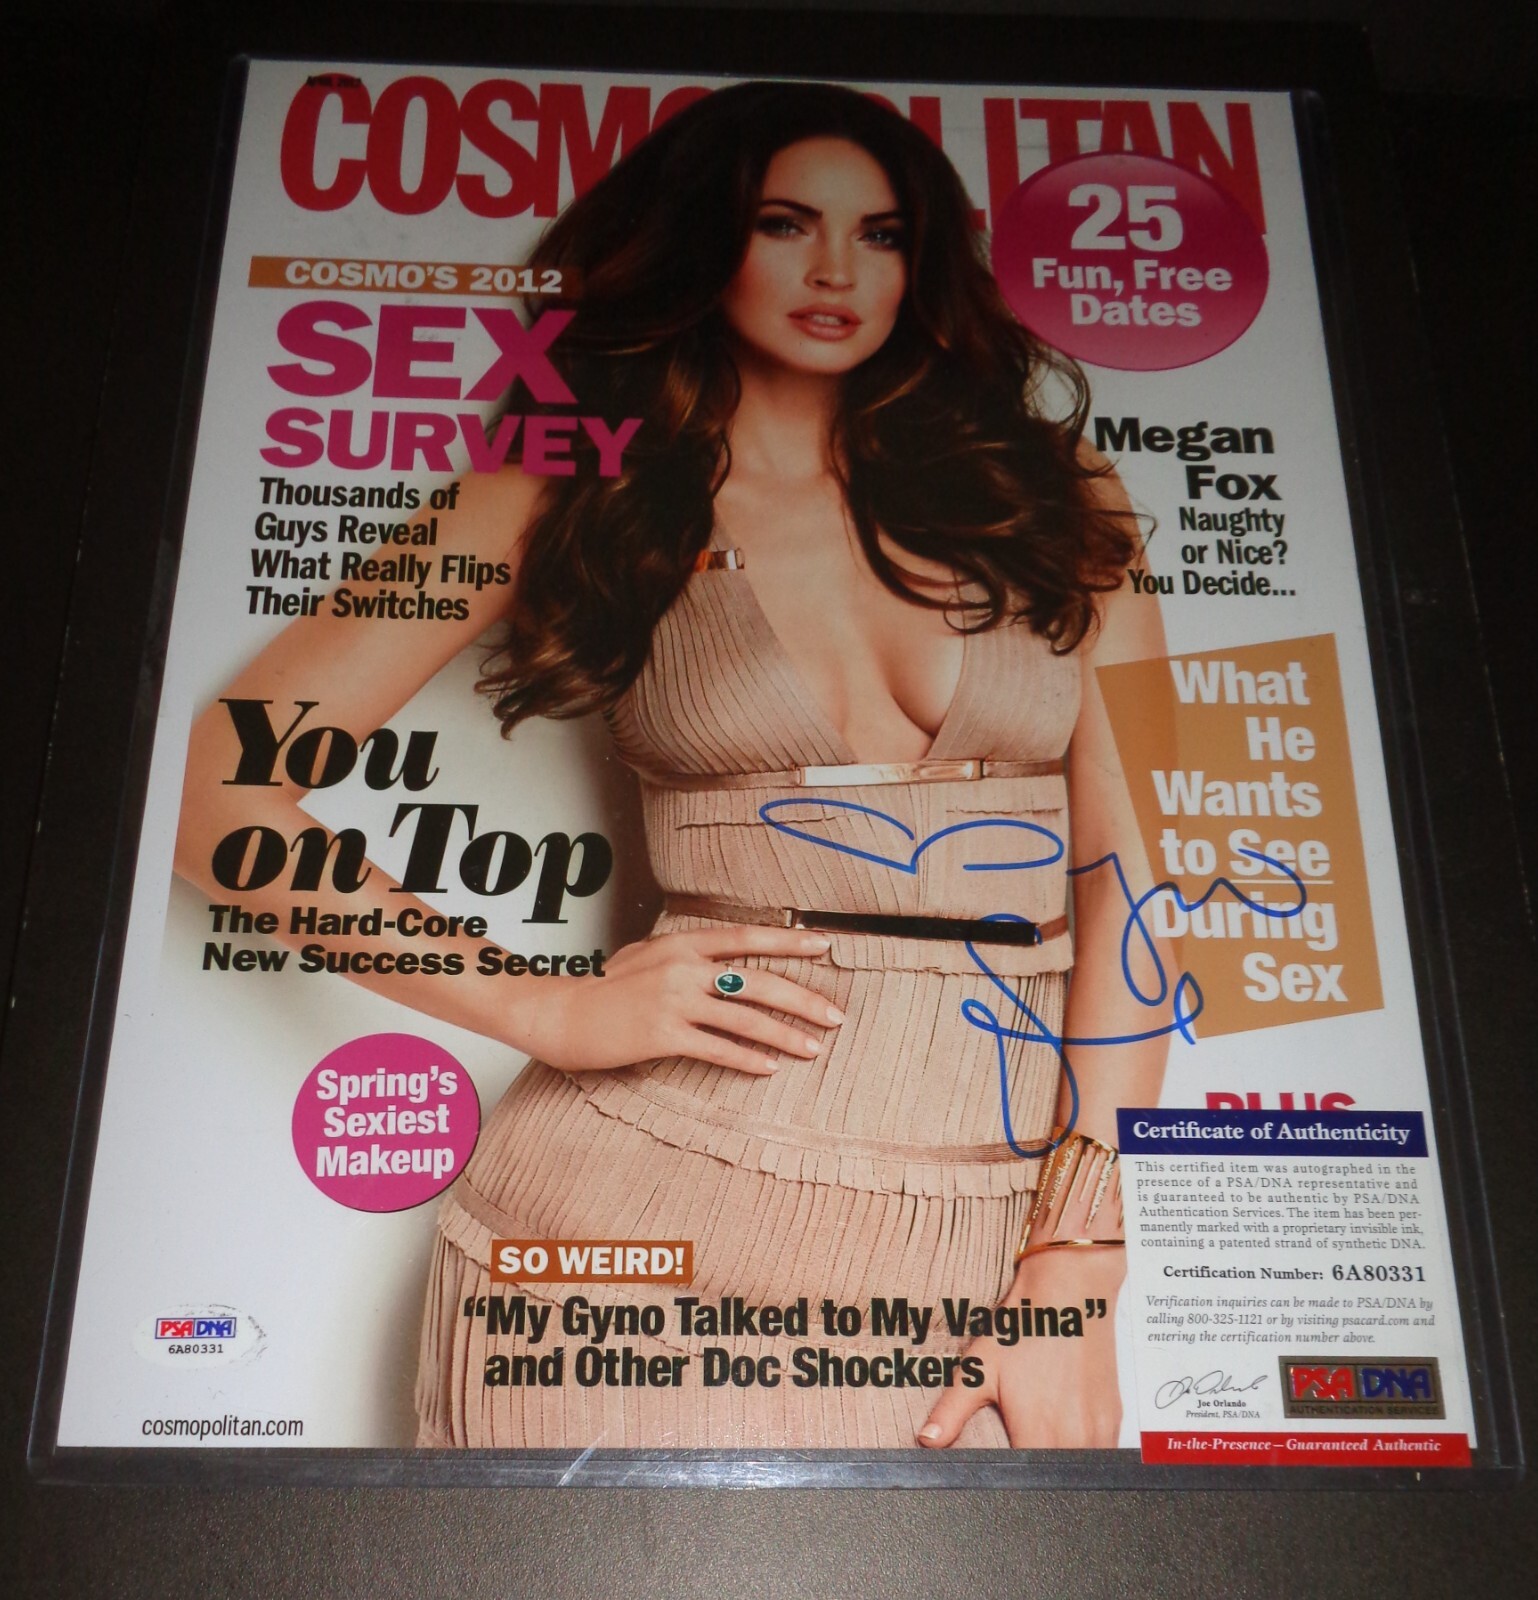 COSMOPOLITAN
25
Fun, Free
Dates
COSMO'S 2012
SEX
SURVEY
Thousands of
Guys Reveal
What Really Flips
Their Switches
Megan
Fox
Naughty
or Nice?
You Decide...
What
He
Wants
to See
During
Sex
You
on Top
The Hard-Core
New Success Secret
Spring's
Sexiest
Makeup
PLUS
SO WEIRD!
“My Gyno Talked to My Vagina”
and Other Doc Shockers
PSA DNA
6A80331
cosmopolitan.com
Certificate of Authenticity
This certified item was autographed in the
presence of a PSA/DNA representative and
is guaranteed to be authentic by PSA/DNA
Authentication Services. The item has been per-
manently marked with a proprietary invisible ink,
containing a patented strand of synthetic DNA.
Certification Number: 6A80331
Verification inquiries can be made to PSA/DNA by
calling 800-325-1121 or by visiting psacard.com and
entering the certification number above.
Joe Orlando
President, PSA/DNA
PSA DNA
AUTHENTICATION SERVICES
In-the-Presence—Guaranteed Authentic